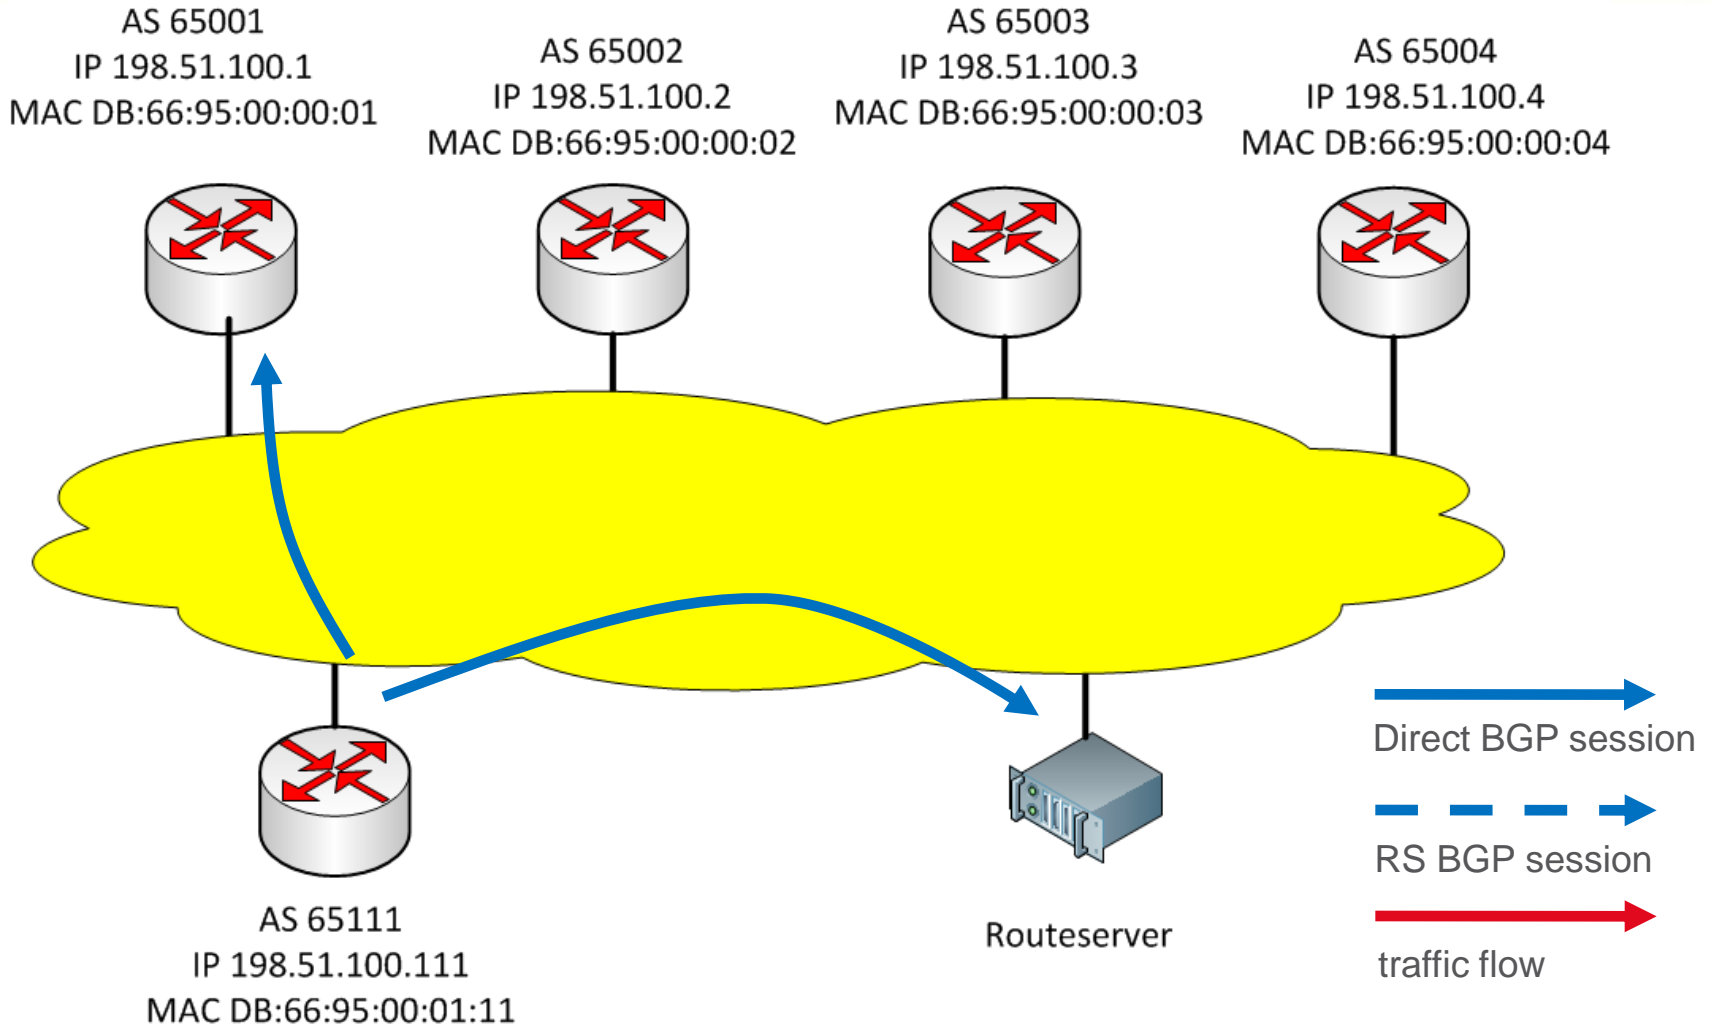 AS 65001
IP 198.51.100.1
MAC DB:66:95:00:00:01
AS 65002
IP 198.51.100.2
MAC DB:66:95:00:00:02
AS 65003
IP 198.51.100.3
MAC DB:66:95:00:00:03
AS 65004
IP 198.51.100.4
MAC DB:66:95:00:00:04
AS 65111
IP 198.51.100.111
MAC DB:66:95:00:01:11
Routeserver
Direct BGP session
RS BGP session
traffic flow